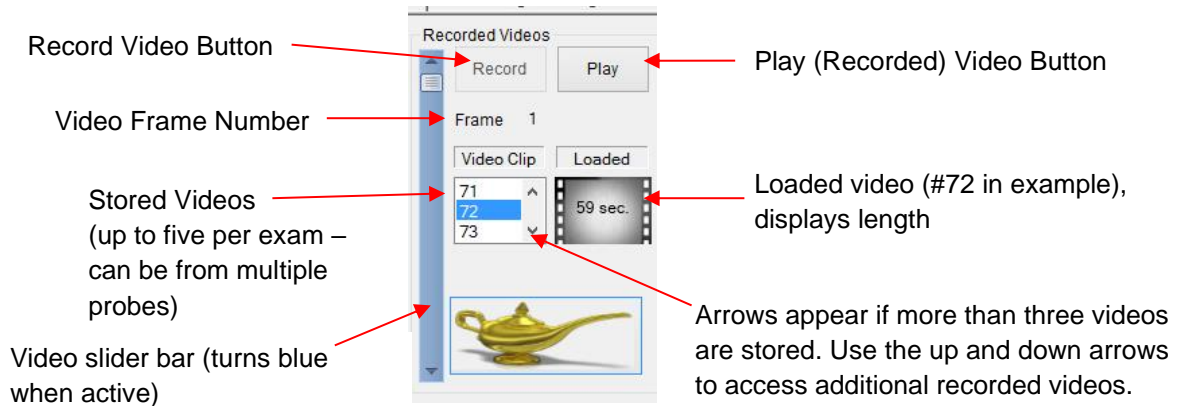 Recorded Videos
Record Video Button
Record
Play
Play (Recorded) Video Button
Video Frame Number
Frame 1
Video Clip
Loaded
Stored Videos
(up to five per exam –
can be from multiple
probes)
71
72
73
59 sec.
Loaded video (#72 in example),
displays length
Video slider bar (turns blue
when active)
Arrows appear if more than three videos
are stored. Use the up and down arrows
to access additional recorded videos.